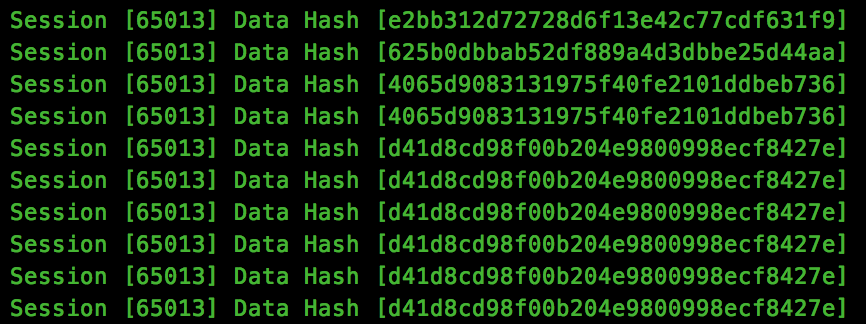 Session [65013] Data Hash [e2bb312d72728d6f13e42c77cdf631f9]
Session [65013] Data Hash [625b0dbbab52df889a4d3dbbe25d44aa]
Session [65013] Data Hash [4065d9083131975f40fe2101ddbeb736]
Session [65013] Data Hash [4065d9083131975f40fe2101ddbeb736]
Session [65013] Data Hash [d41d8cd98f00b204e9800998ecf8427e]
Session [65013] Data Hash [d41d8cd98f00b204e9800998ecf8427e]
Session [65013] Data Hash [d41d8cd98f00b204e9800998ecf8427e]
Session [65013] Data Hash [d41d8cd98f00b204e9800998ecf8427e]
Session [65013] Data Hash [d41d8cd98f00b204e9800998ecf8427e]
Session [65013] Data Hash [d41d8cd98f00b204e9800998ecf8427e]